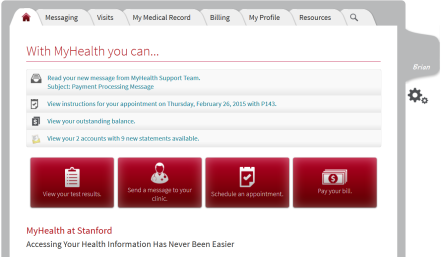 Messaging
Visits
My Medical Record
Billing
My Profile
Resources
Brian
With MyHealth you can...
Read your new message from MyHealth Support Team.
Subject: Payment Processing Message
View instructions for your appointment on Thursday, February 26, 2015 with P143.
View your outstanding balance.
View your 2 accounts with 9 new statements available.
View your test results.
Send a message to your
clinic.
Schedule an appointment.
Pay your bill.
MyHealth at Stanford
Accessing Your Health Information Has Never Been Easier